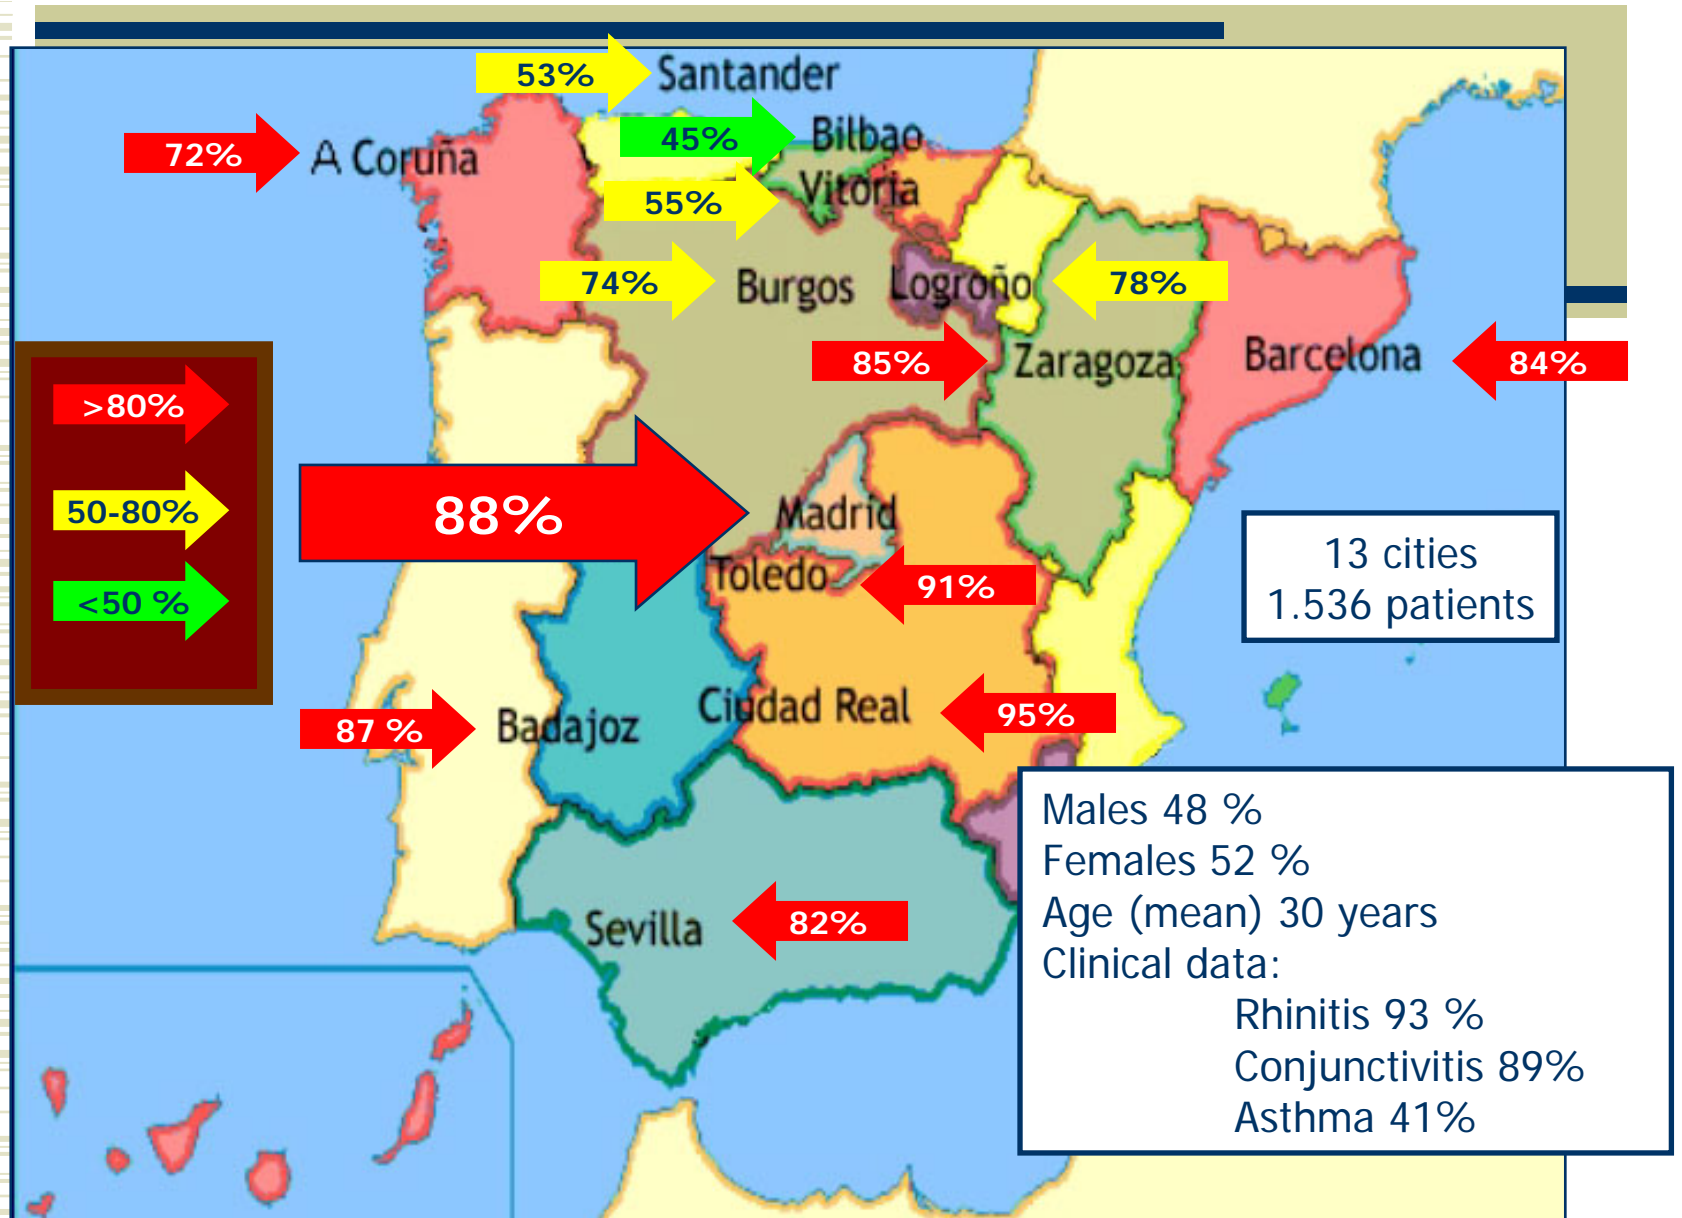 53%
Santander
45%
Bilbao
72%
A Coruña
Vitoria
55%
74%
Burgos
Logroño
78%
85%
Zaragoza
Barcelona
84%
>80%
50-80%
<50 %
88%
Madrid
Toledo
91%
13 cities
1.536 patients
87 %
Badajoz
Ciudad Real
95%
Sevilla
82%
Males 48 %
Females 52 %
Age (mean) 30 years
Clinical data:
Rhinitis 93 %
Conjunctivitis 89%
Asthma 41%